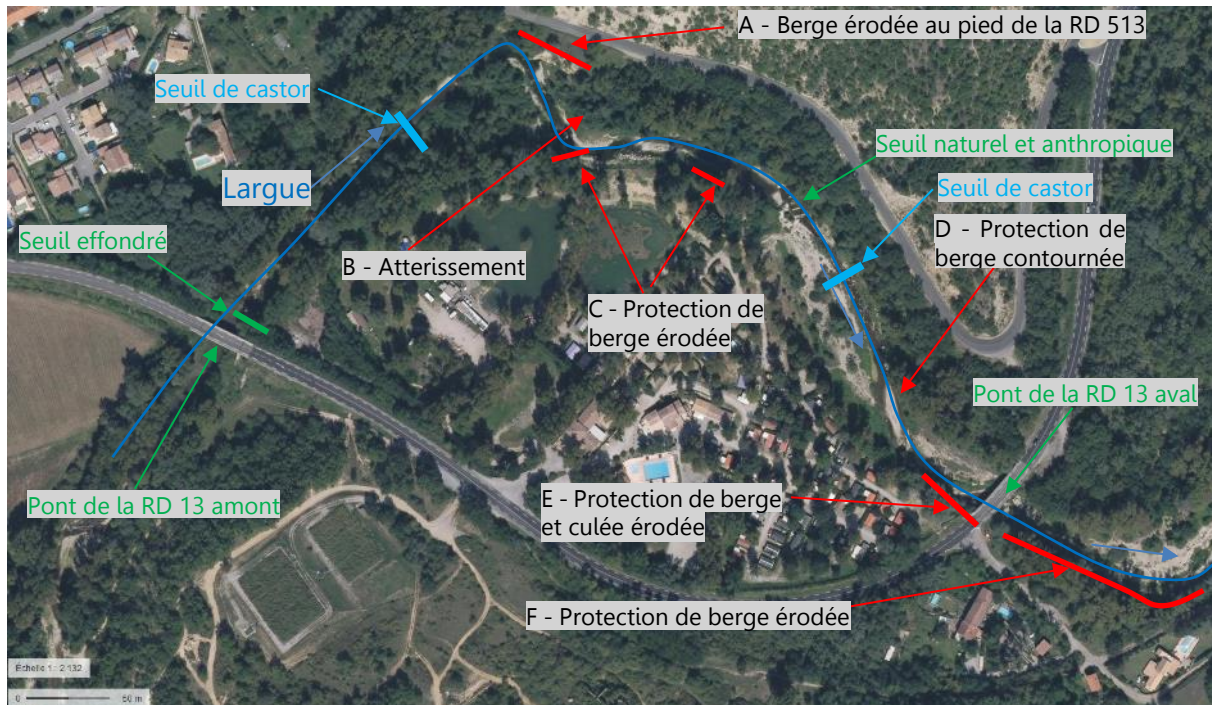 A - Berge érodée au pied de la RD 513
Seuil de castor
Seuil naturel et anthropique
Largue
Seuil de castor
Seuil effondré
D - Protection de
berge contournée
B - Atterissement
C - Protection de
berge érodée
Pont de la RD 13 aval
Pont de la RD 13 amont
E - Protection de berge
et culée érodée
F - Protection de berge érodée
Échelle 1 : 2 132
0 50 m